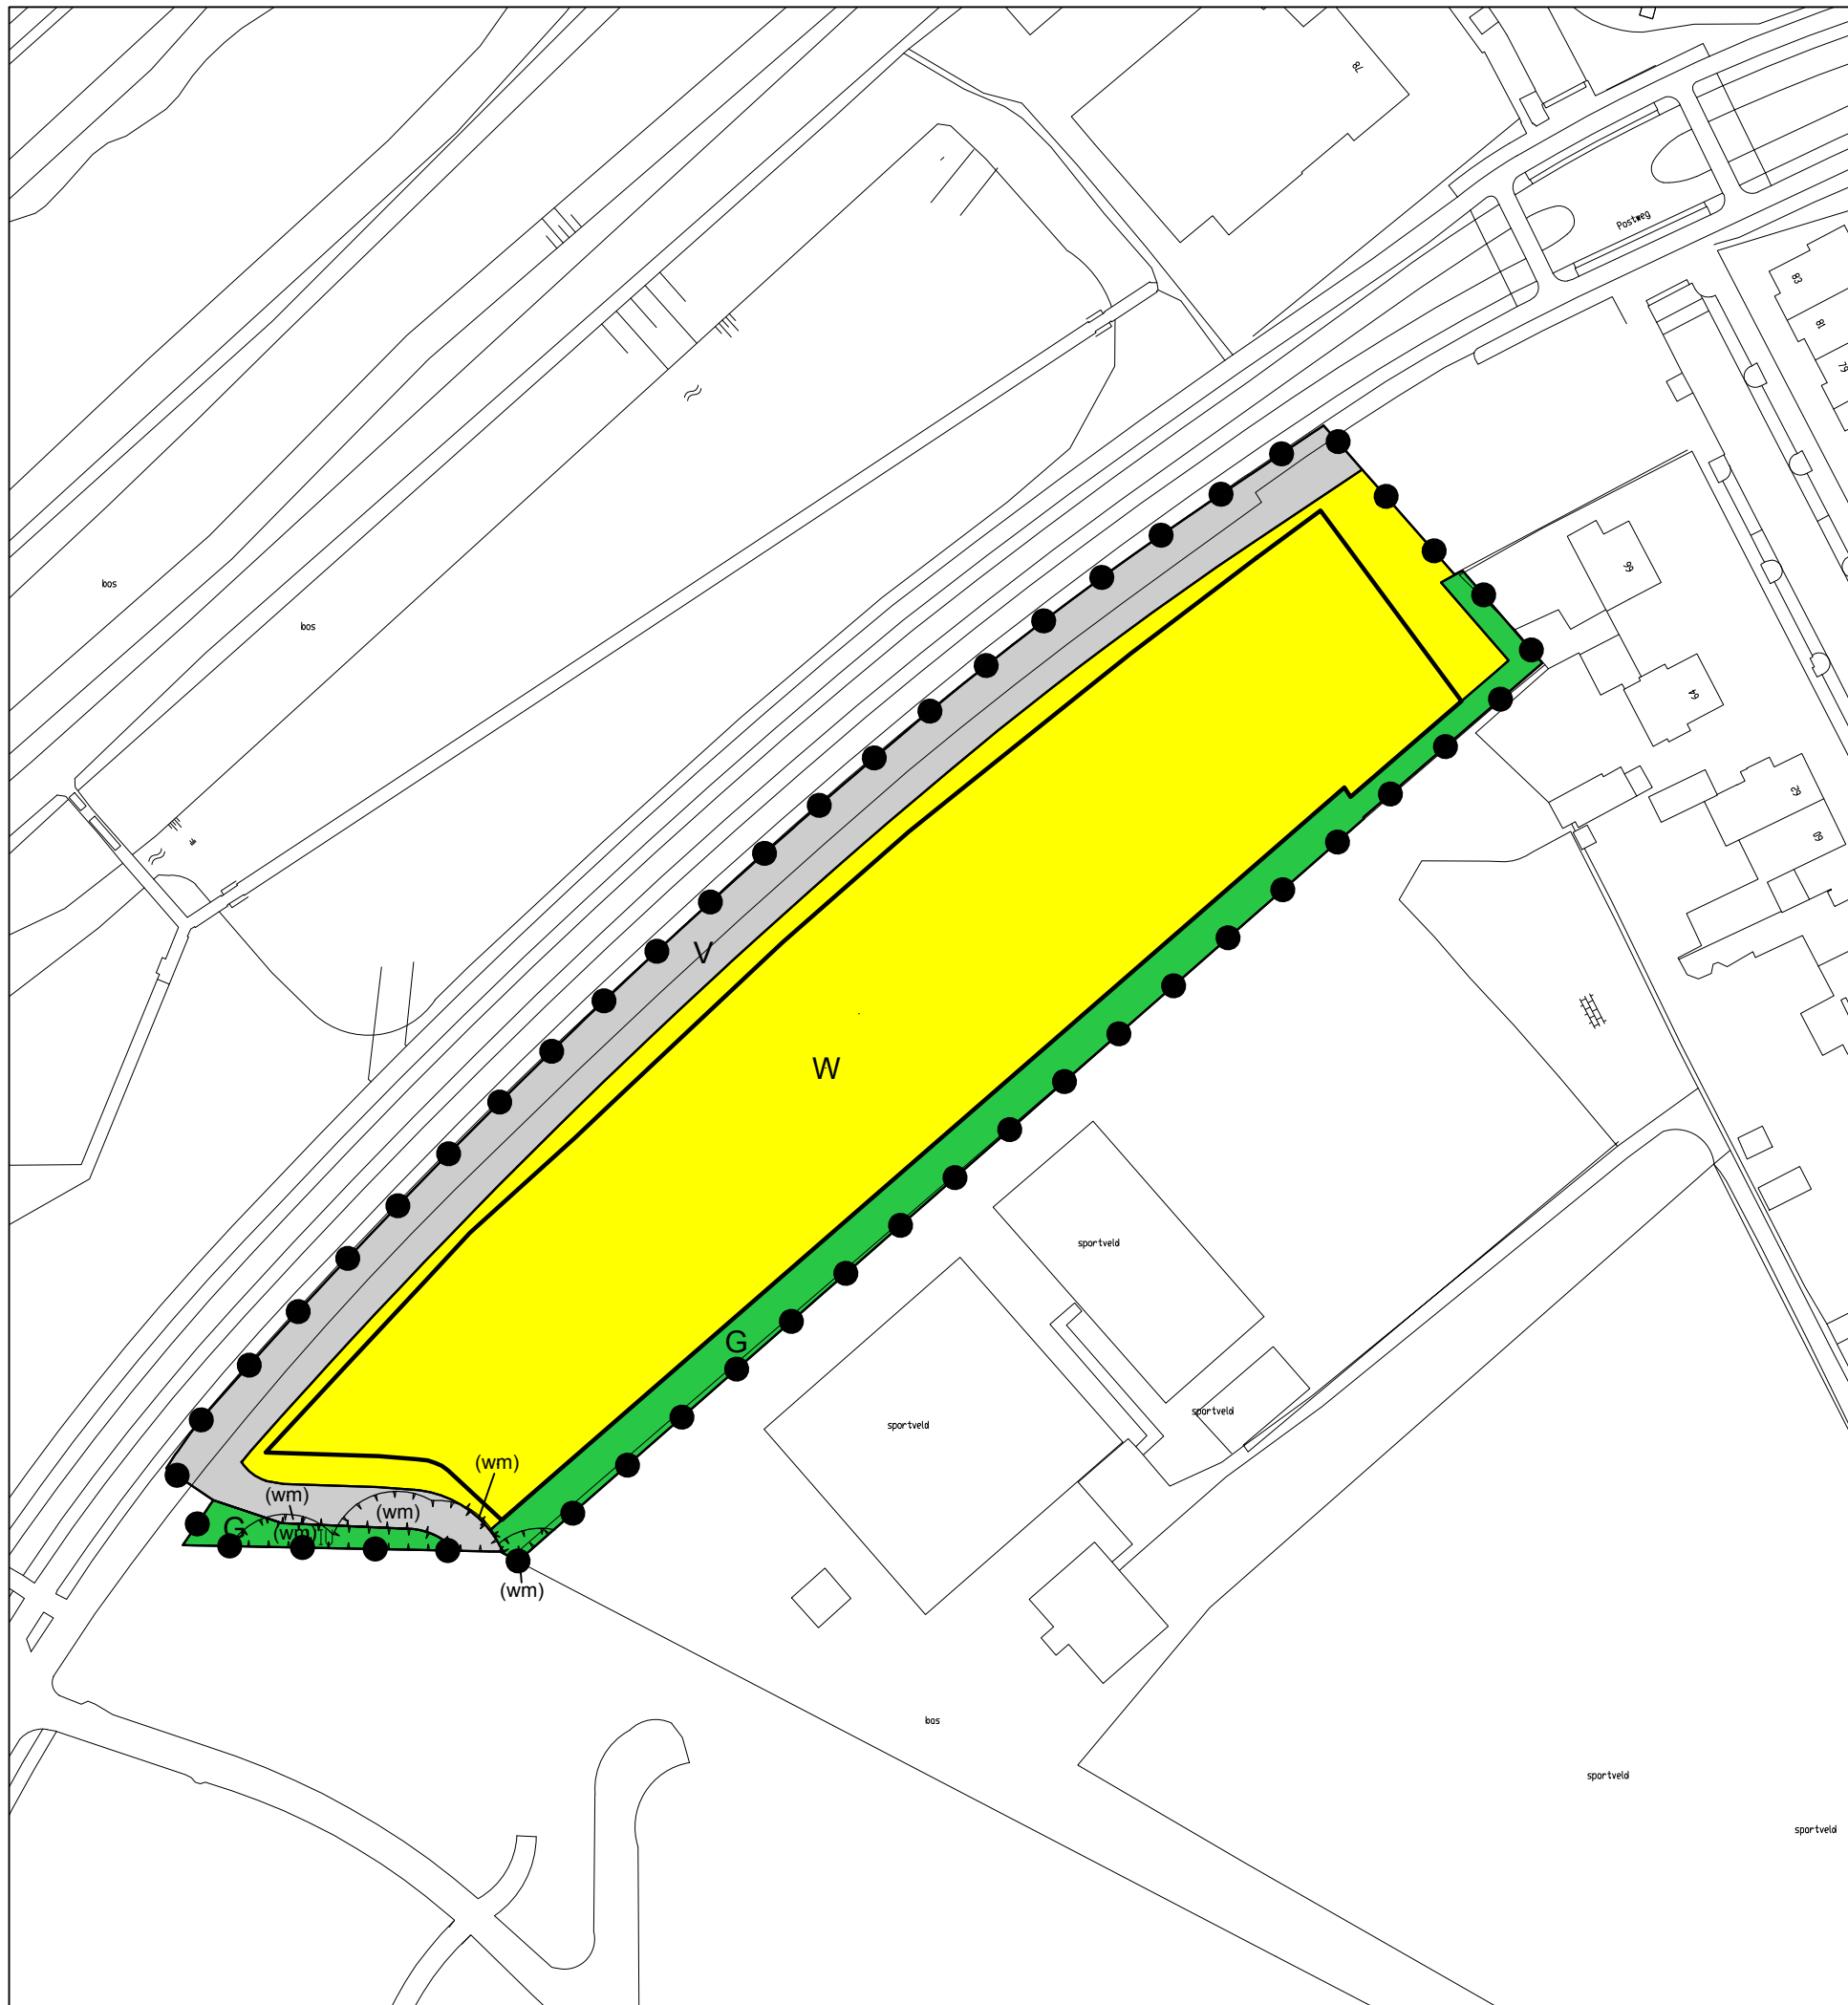 78
Postweg
83
81
79
bos
66
bos
64
62
60
V
W
sportveld
G
sportveld
sportveld
(wm)
(wm)
(wm)
G
(wm)
(wm)
bos
sportveld
sportveld